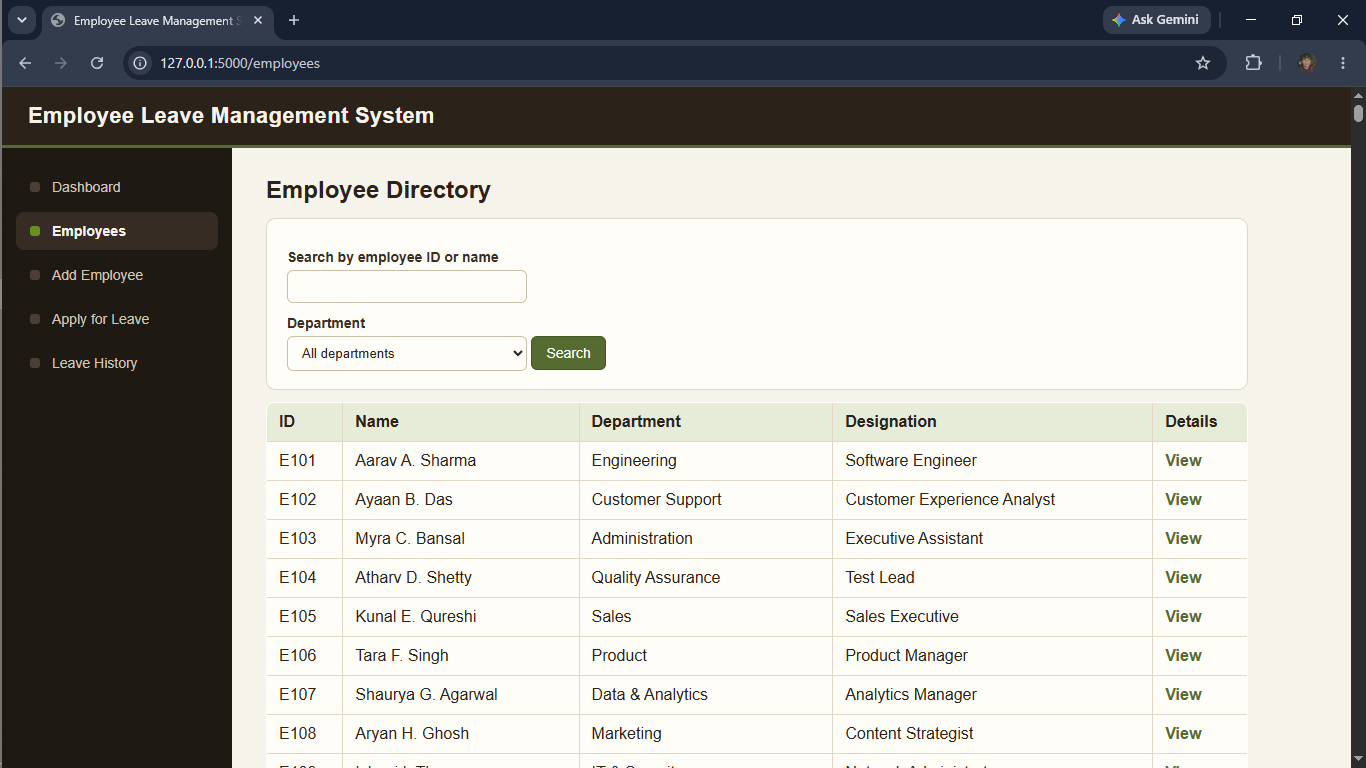 Employee Leave Management S
Ask Gemini
127.0.0.1:5000/employees
Employee Leave Management System
Dashboard
Employees
Add Employee
Apply for Leave
Leave History
Employee Directory
Search by employee ID or name
Department
All departments
Search
ID Name Department Designation Details
E101 Aarav A. Sharma Engineering Software Engineer View
E102 Ayaan B. Das Customer Support Customer Experience Analyst View
E103 Myra C. Bansal Administration Executive Assistant View
E104 Atharv D. Shetty Quality Assurance Test Lead View
E105 Kunal E. Qureshi Sales Sales Executive View
E106 Tara F. Singh Product Product Manager View
E107 Shaurya G. Agarwal Data & Analytics Analytics Manager View
E108 Aryan H. Ghosh Marketing Content Strategist View